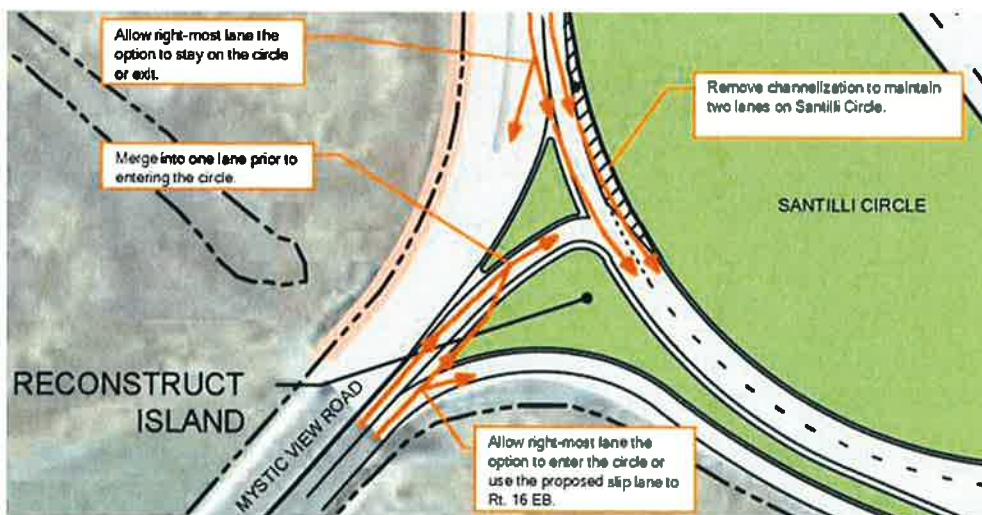 Allow right-most lane the
option to stay on the circle
or exit.
Remove channelization to maintain
two lanes on Santilli Circle.
Merge into one lane prior to
entering the circle.
SANTILLI CIRCLE
RECONSTRUCT
ISLAND
MYSTIC VIEW ROAD
Allow right-most lane the
option to enter the circle or
use the proposed slip lane to
Rt. 16 EB.